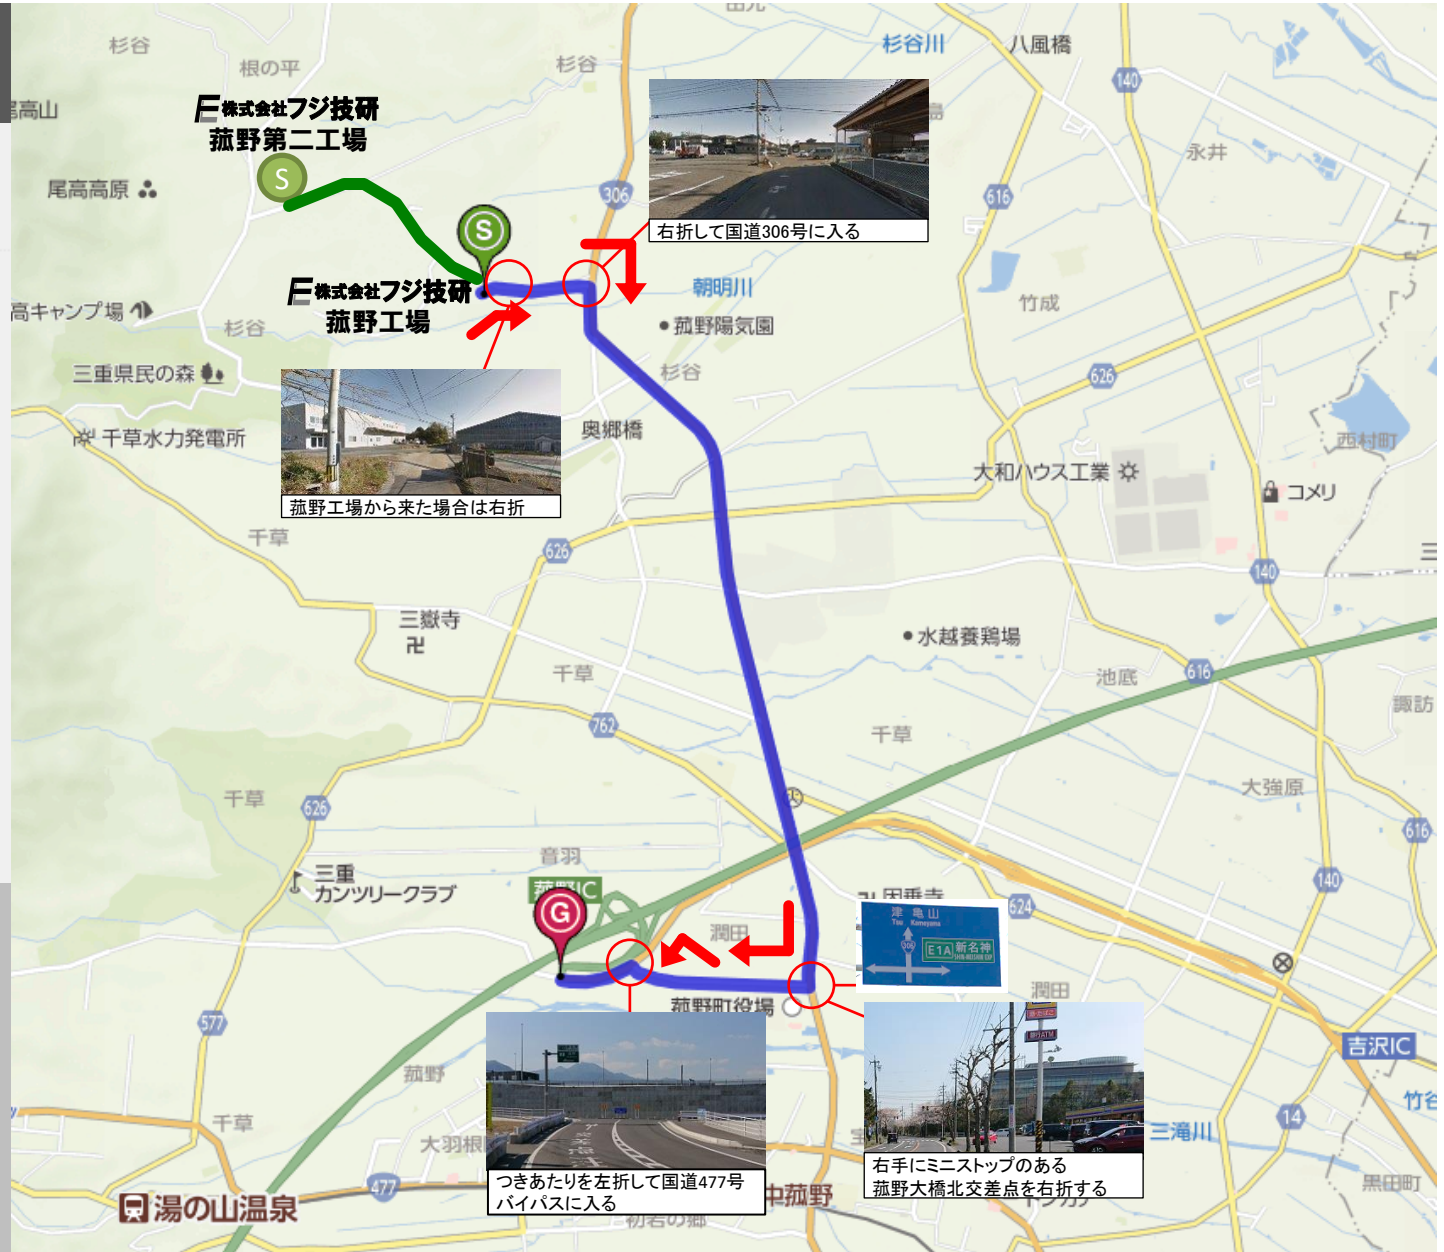 杉谷
杉谷川
八風橋
根の平
杉谷
140
株式会社フジ技研
菰野第二工場
永井
S
尾高高原
306
616
右折して国道306号に入る
S
朝明川
株式会社フジ技研
菰野工場
竹成
高キャンプ場
杉谷
菰野陽気園
三重県民の森
杉谷
626
千草水力発電所
奥郷橋
西村町
大和ハウス工業
コメリ
菰野工場から来た場合は右折
千草
626
140
三嶽寺
水越養鶏場
千草
池底
616
諏訪
762
千草
大強原
千草
626
616
音羽
三重
カンツリークラブ
140
菰野IC
G
624
潤田
津 亀山
Tsu Kameyama
306
E1A 新名神
潤田
菰野町役場
577
吉沢IC
菰野
竹谷
千草
大羽根
14
三滝川
右手にミニストップのある
菰野大橋北交差点を右折する
つきあたりを左折して国道477号
バイパスに入る
477
黒田町
湯の山温泉
中菰野